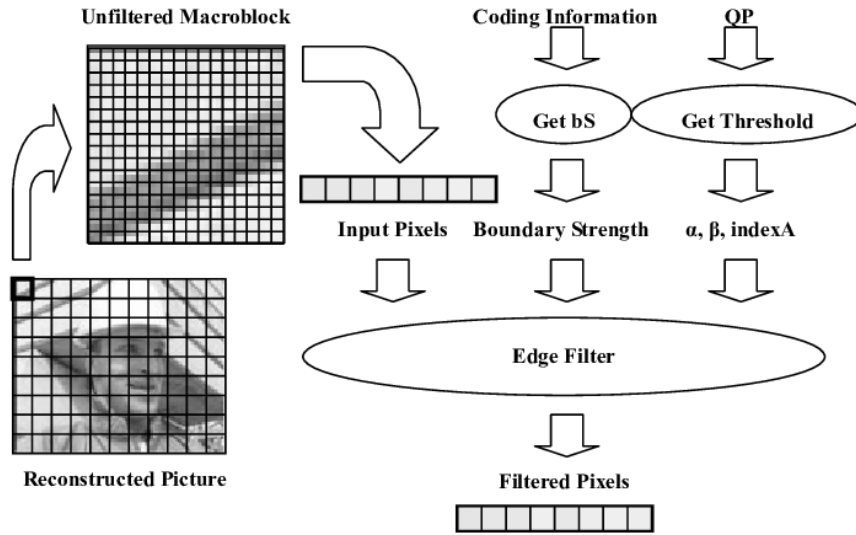 Unfiltered Macroblock
Coding Information
QP
Get bS
Get Threshold
Input Pixels
Boundary Strength
α, β, indexA
Edge Filter
Reconstructed Picture
Filtered Pixels